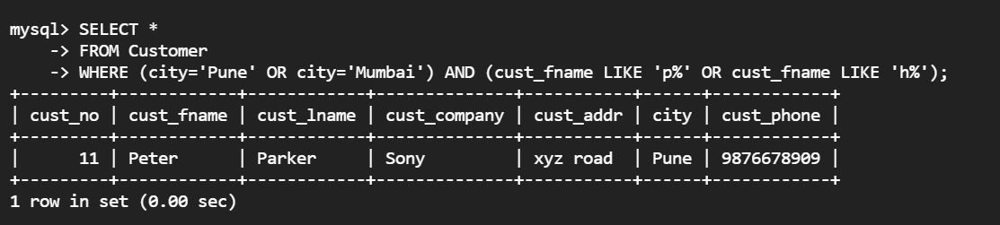 mysql> SELECT *
    -> FROM Customer
    -> WHERE (city='Pune' OR city='Mumbai') AND (cust_fname LIKE 'p%' OR cust_fname LIKE 'h%');
+---------+------------+------------+--------------+-----------+------+------------+
| cust_no | cust_fname | cust_lname | cust_company | cust_addr | city | cust_phone |
+---------+------------+------------+--------------+-----------+------+------------+
|      11 | Peter      | Parker     | Sony         | xyz road  | Pune | 9876678909 |
+---------+------------+------------+--------------+-----------+------+------------+
1 row in set (0.00 sec)